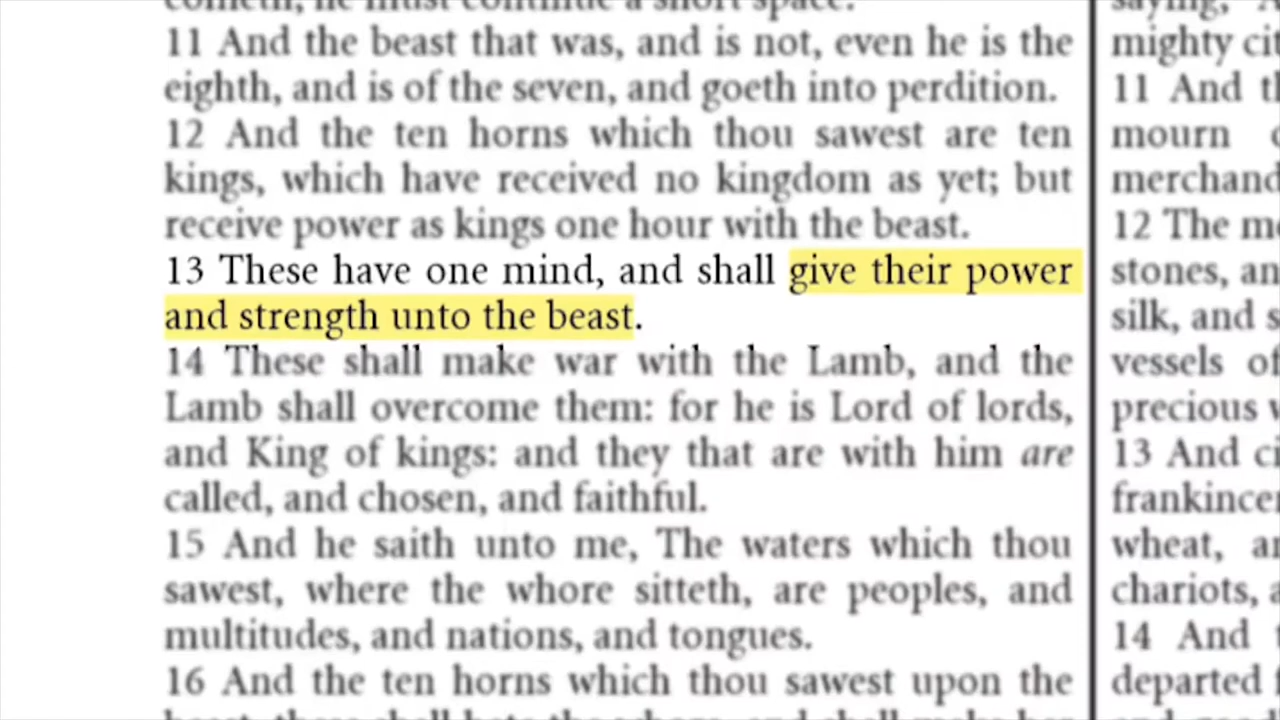 cometh, he must continue a short space.
11 And the beast that was, and is not, even he is the
eighth, and is of the seven, and goeth into perdition.
12 And the ten horns which thou sawest are ten
kings, which have received no kingdom as yet; but
receive power as kings one hour with the beast.
13 These have one mind, and shall give their power
and strength unto the beast.
14 These shall make war with the Lamb, and the
Lamb shall overcome them: for he is Lord of lords,
and King of kings: and they that are with him are
called, and chosen, and faithful.
15 And he saith unto me, The waters which thou
sawest, where the whore sitteth, are peoples, and
multitudes, and nations, and tongues.
16 And the ten horns which thou sawest upon the
saying,
mighty
11 And
mourn
12 The
stones,
silk, and
vessels
precious
13 And
wheat,
chariots,
14 And
departed